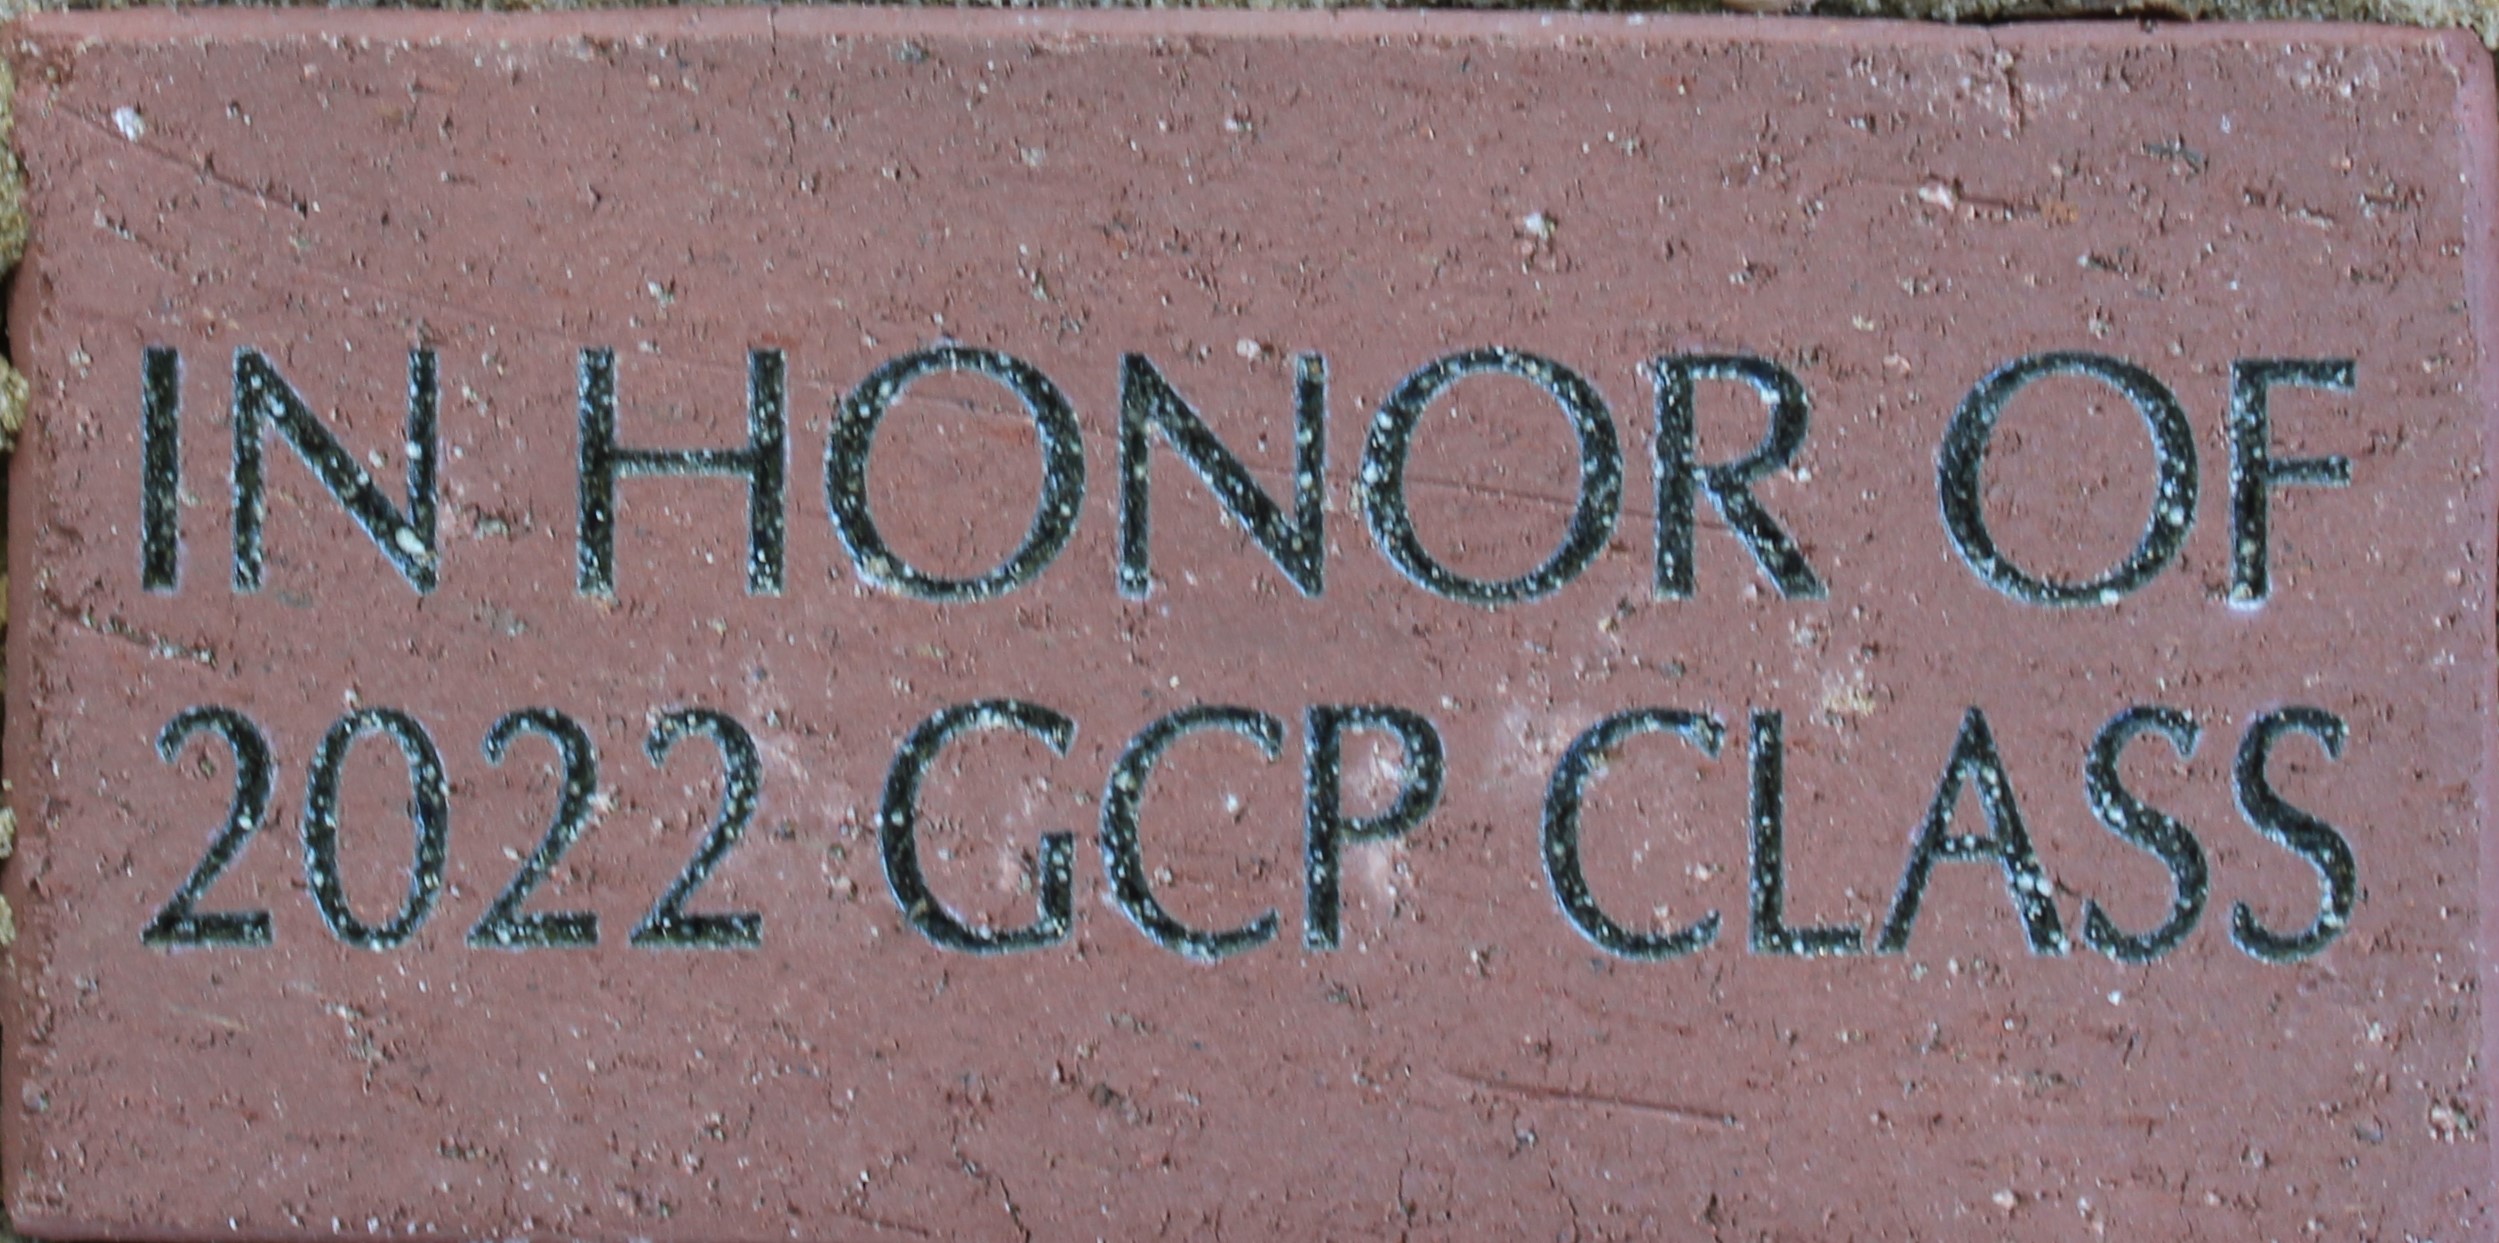 IN HONOR OF
2022 GCP CLASS